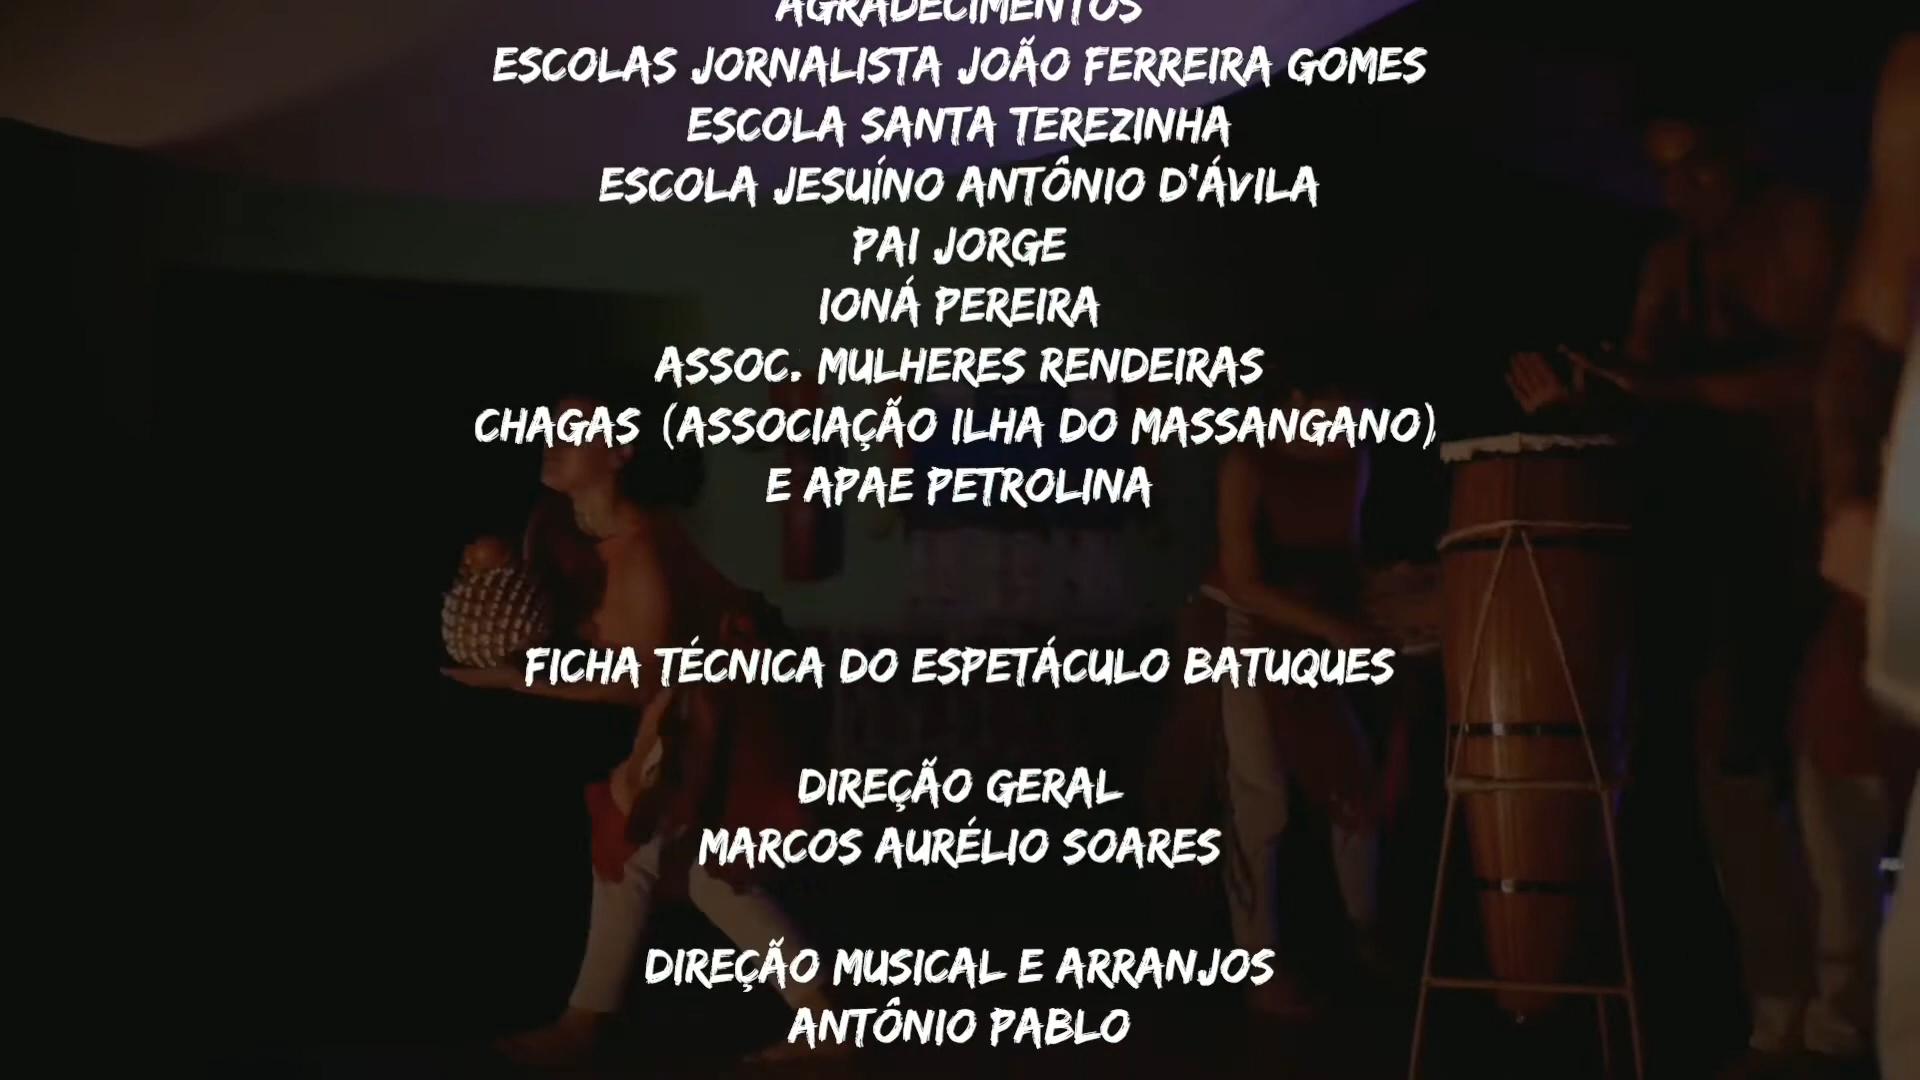 AGRADECIMENTOS
ESCOLAS JORNALISTA JOÃO FERREIRA GOMES
ESCOLA SANTA TEREZINHA
ESCOLA JESUÍNO ANTÔNIO D'ÁVILA
PAI JORGE
IONÁ PEREIRA
ASSOC. MULHERES RENDEIRAS
CHAGAS (ASSOCIAÇÃO ILHA DO MASSANGANO)
E APAE PETROLINA
FICHA TÉCNICA DO ESPETÁCULO BATUQUES
DIREÇÃO GERAL
MARCOS AURÉLIO SOARES
DIREÇÃO MUSICAL E ARRANJOS
ANTÔNIO PABLO